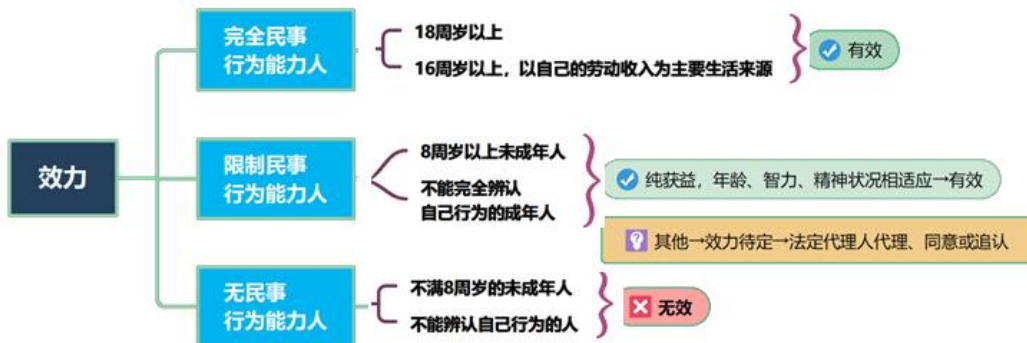 效力
完全民事
行为能力人
18周岁以上
16周岁以上，以自己的劳动收入为主要生活来源
有效
限制民事
行为能力人
8周岁以上未成年人
不能完全辨认
自己行为的成年人
纯获益，年龄、智力、精神状况相适应→有效
其他→效力待定→法定代理人代理、同意或追认
无民事
行为能力人
不满8周岁的未成年人
不能辨认自己行为的人
无效